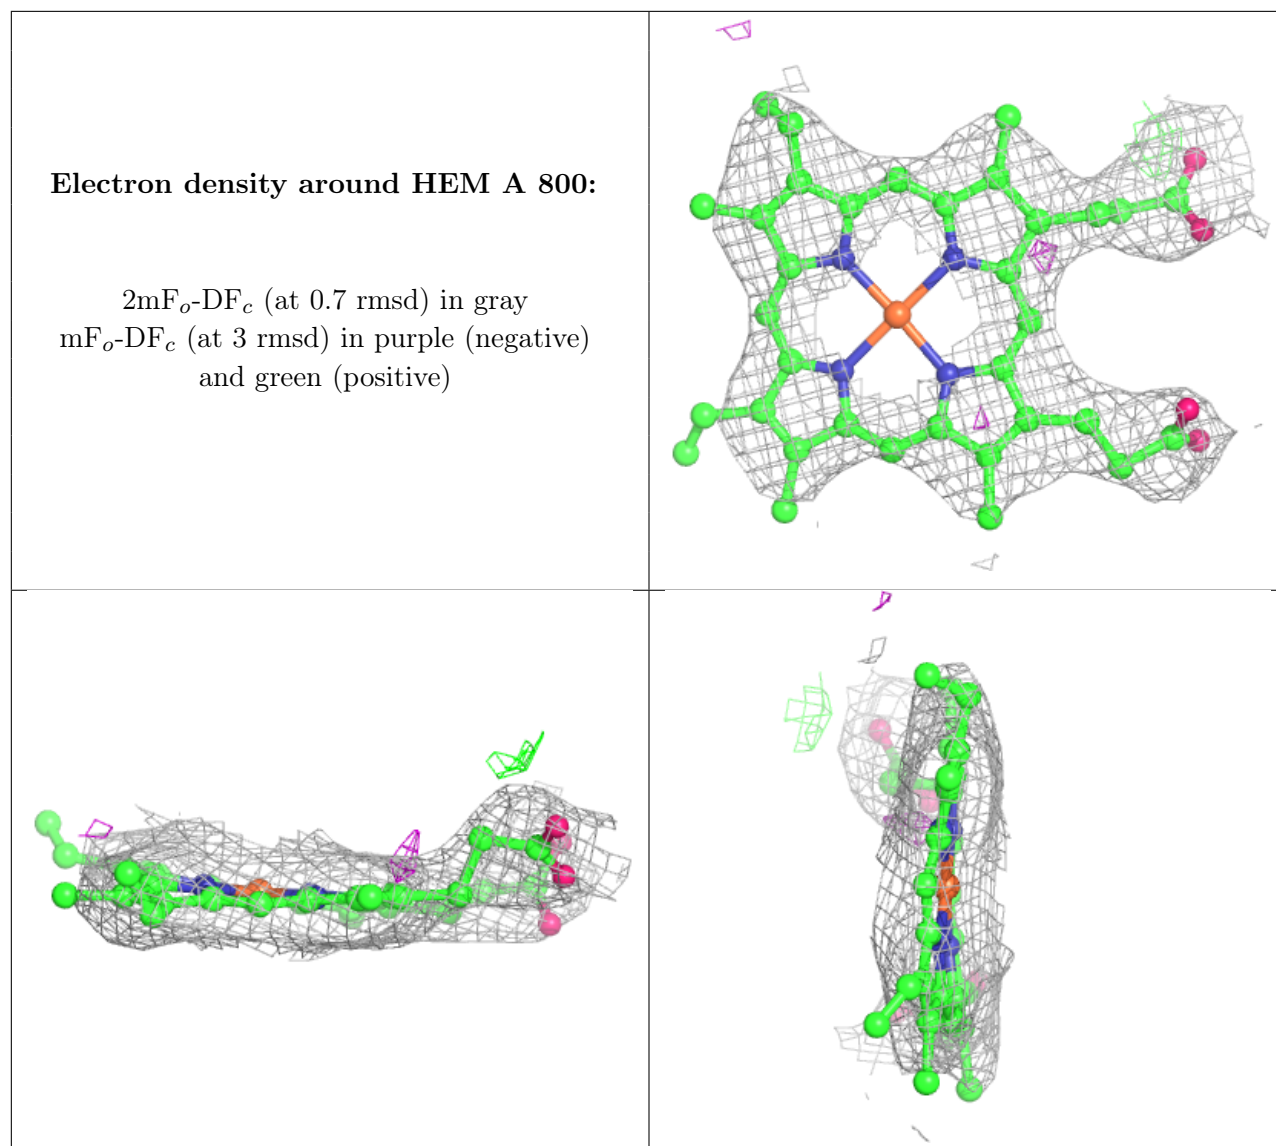 Electron density around HEM A 800:
2mFₒ-DF𝒸 (at 0.7 rmsd) in gray
mFₒ-DF𝒸 (at 3 rmsd) in purple (negative)
and green (positive)